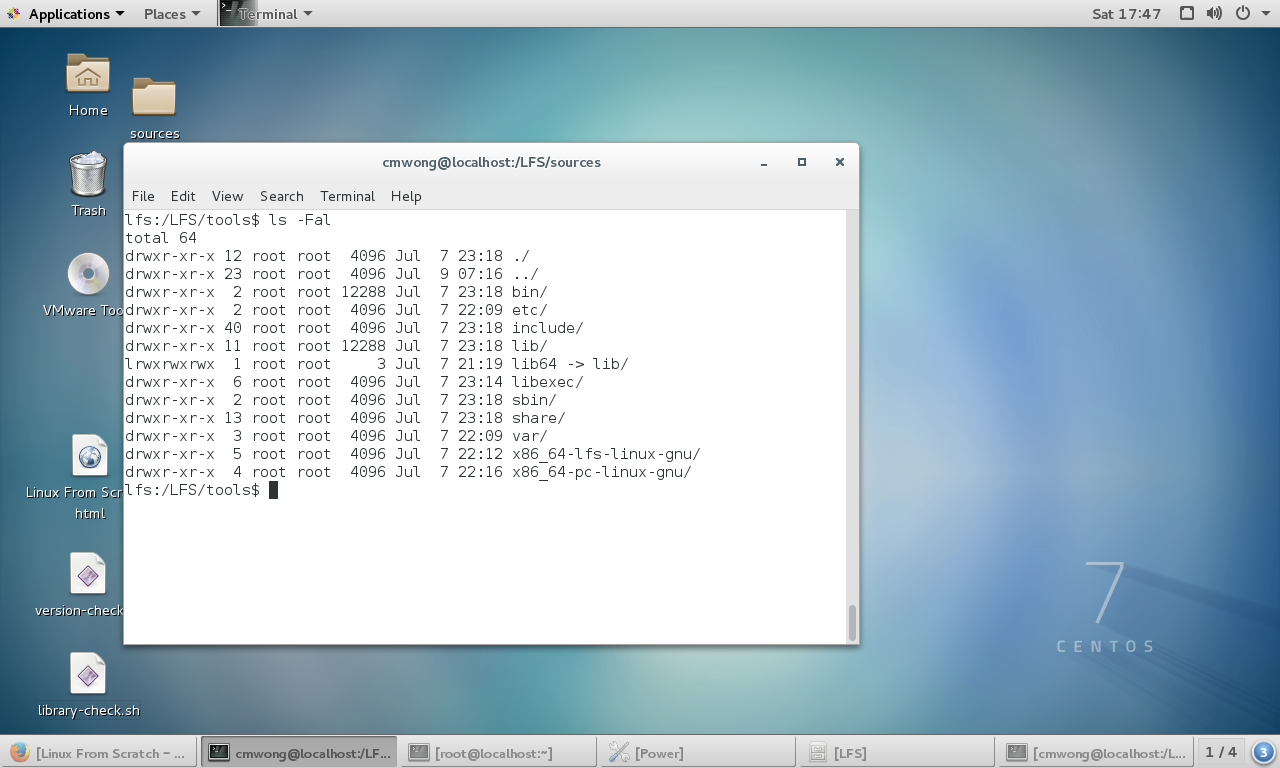 Applications Places Terminal Sat 17:47
Home
sources
Trash
VMware Too
Linux From Scr
html
version-check
library-check.sh
cmwong@localhost:/LFS/sources
File Edit View Search Terminal Help
lfs:/LFS/tools$ ls -Fal
total 64
drwxr-xr-x 12 root root  4096 Jul  7 23:18 ./
drwxr-xr-x 23 root root  4096 Jul  9 07:16 ../
drwxr-xr-x  2 root root 12288 Jul  7 23:18 bin/
drwxr-xr-x  2 root root  4096 Jul  7 22:09 etc/
drwxr-xr-x 40 root root  4096 Jul  7 23:18 include/
drwxr-xr-x 11 root root 12288 Jul  7 23:18 lib/
lrwxrwxrwx  1 root root     3 Jul  7 21:19 lib64 -> lib/
drwxr-xr-x  6 root root  4096 Jul  7 23:14 libexec/
drwxr-xr-x  2 root root  4096 Jul  7 23:18 sbin/
drwxr-xr-x 13 root root  4096 Jul  7 23:18 share/
drwxr-xr-x  3 root root  4096 Jul  7 22:09 var/
drwxr-xr-x  5 root root  4096 Jul  7 22:12 x86_64-lfs-linux-gnu/
drwxr-xr-x  4 root root  4096 Jul  7 22:16 x86_64-pc-linux-gnu/
lfs:/LFS/tools$
7
CENTOS
[Linux From Scratch – ... cmwong@localhost:/LF... [root@localhost:~] [Power] [LFS] [cmwong@localhost:/L... 1 / 4 3